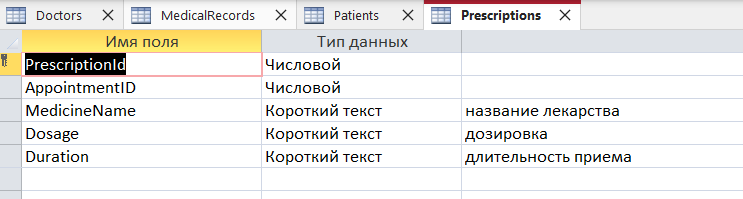 Doctors MedicalRecords Patients Prescriptions
Имя поля Тип данных
PrescriptionId Числовой
AppointmentID Числовой
MedicineName Короткий текст название лекарства
Dosage Короткий текст дозировка
Duration Короткий текст длительность приема